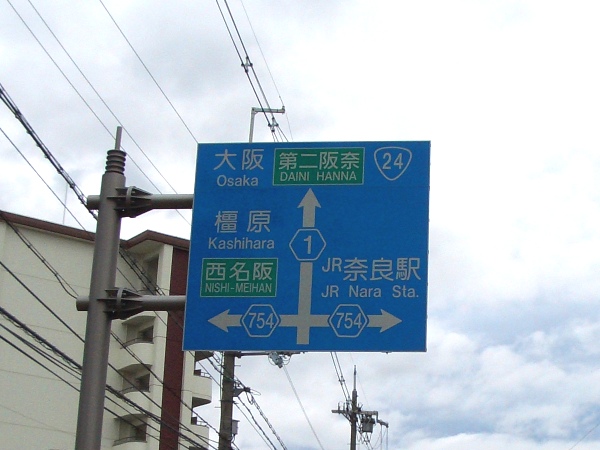 大阪 第二阪奈 24
Osaka DAINI HANNA
橿原
Kashihara
1
西名阪
NISHI-MEIHAN
JR奈良駅
JR Nara Sta.
754 754